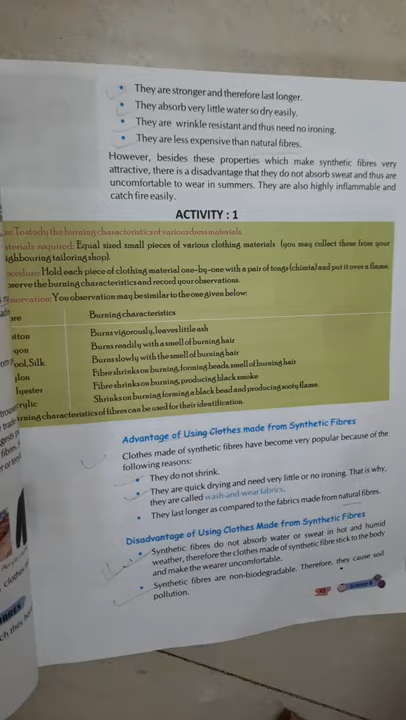 • They are stronger and therefore last longer.
• They absorb very little water so dry easily.
• They are wrinkle resistant and thus need no ironing.
• They are less expensive than natural fibres.
However, besides these properties which make synthetic fibres very
attractive, there is a disadvantage that they do not absorb sweat and thus are
uncomfortable to wear in summers. They are also highly inflammable and
catch fire easily.
ACTIVITY : 1
To study the burning characteristics of various dress materials.
required: Equal sized small pieces of various clothing materials (you may collect these from your
tailoring shop).
Hold each piece of clothing material one-by-one with a pair of tongs (chimta) and put it over a flame.
the burning characteristics and record your observations.
You observation may be similar to the one given below:
Burning characteristics
Burns vigorously, leaves little ash
Burns readily with a smell of burning hair
Silk Burns slowly with the smell of burning hair
Fibre shrinks on burning, forming beads, smell of burning hair
Fibre shrinks on burning, producing black smoke
Shrinks on burning forming a black bead and producing sooty flame.
characteristics of fibres can be used for their identification.
Advantage of Using Clothes made from Synthetic Fibres
Clothes made of synthetic fibres have become very popular because of the
following reasons:
• They do not shrink.
• They are quick drying and need very little or no ironing. That is why,
they are called wash-and-wear fabrics.
• They last longer as compared to the fabrics made from natural fibres.
Disadvantage of Using Clothes Made from Synthetic Fibres
• Synthetic fibres do not absorb water or sweat in hot and humid
weather, therefore the clothes made of synthetic fibre stick to the body
and make the wearer uncomfortable.
• Synthetic fibres are non-biodegradable. Therefore, they cause soil
pollution.